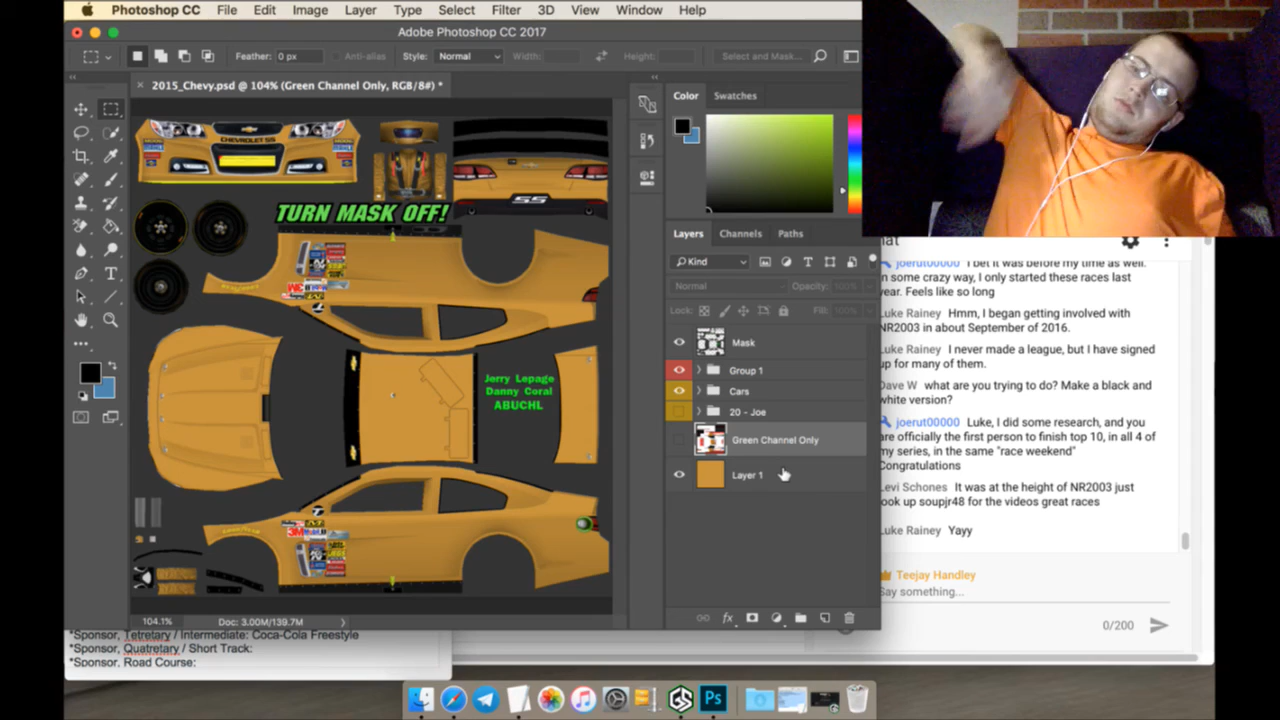 Photoshop CC File Edit Image Layer Type Select Filter 3D View Window Help
Adobe Photoshop CC 2017
Feather: 0 px Anti-alias Style: Normal Width: Height: Select and Mask...
2015_Chevy.psd @ 104% (Green Channel Only, RGB/8#) *
Color Swatches
CHEVROLET SS
SS
TURN MASK OFF!
Jerry Lepage
Danny Coral
ABUCHL
GOODYEAR
3M
Layers Channels Paths
Kind
Normal Opacity: 100%
Lock: Fill: 100%
Mask
Group 1
Cars
20 - Joe
Green Channel Only
Layer 1
104.1% Doc: 3.00M/139.7M
*Sponsor, Tetretary / Intermediate: Coca-Cola Freestyle
*Sponsor, Quatretary / Short Track:
*Sponsor, Road Course:
joerut00000 I bet it was before my time as well.
in some crazy way, I only started these races last
year. Feels like so long
Luke Rainey Hmm, I began getting involved with
NR2003 in about September of 2016.
Luke Rainey I never made a league, but I have signed
up for many of them.
Dave W what are you trying to do? Make a black and
white version?
joerut00000 Luke, I did some research, and you
are officially the first person to finish top 10, in all 4 of
my series, in the same "race weekend"
Congratulations
Levi Schones It was at the height of NR2003 just
look up soupjr48 for the videos great races
Luke Rainey Yayy
Teejay Handley
Say something...
0/200
Ps